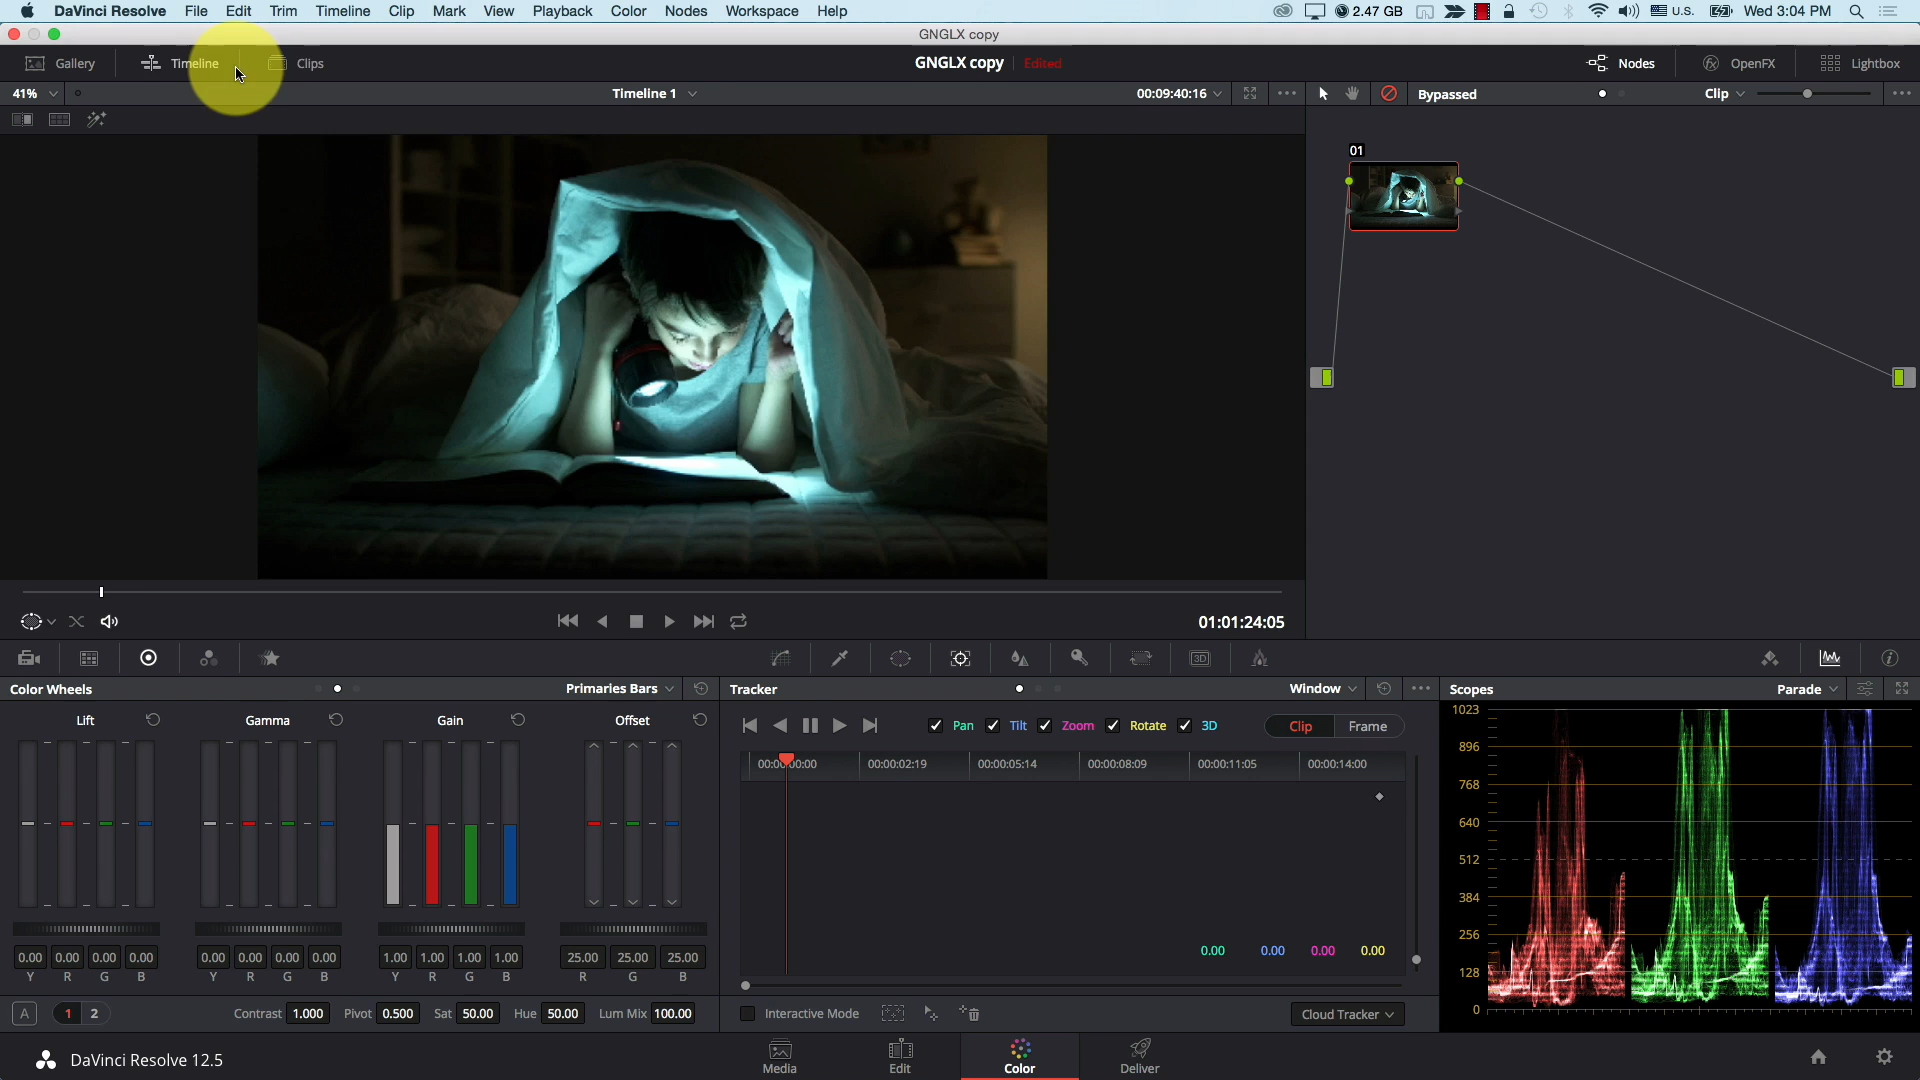 DaVinci Resolve File Edit Trim Timeline Clip Mark View Playback Color Nodes Workspace Help 2.47 GB U.S. Wed 3:04 PM
GNGLX copy
Gallery Timeline Clips GNGLX copy Edited Nodes OpenFX Lightbox
41% Timeline 1 00:09:40:16 Bypassed Clip
01
01:01:24:05
3D
Color Wheels Primaries Bars Tracker Window Scopes Parade
Lift Gamma Gain Offset
Pan Tilt Zoom Rotate 3D Clip Frame
00:00:00:00 00:00:02:19 00:00:05:14 00:00:08:09 00:00:11:05 00:00:14:00
1023
896
768
640
512
384
256
128
0
0.00 0.00 0.00 0.00
0.00 0.00 0.00 0.00 0.00 0.00 0.00 0.00 1.00 1.00 1.00 1.00 25.00 25.00 25.00
Y R G B Y R G B Y R G B R G B
A 1 2 Contrast 1.000 Pivot 0.500 Sat 50.00 Hue 50.00 Lum Mix 100.00
Interactive Mode Cloud Tracker
DaVinci Resolve 12.5 Media Edit Color Deliver